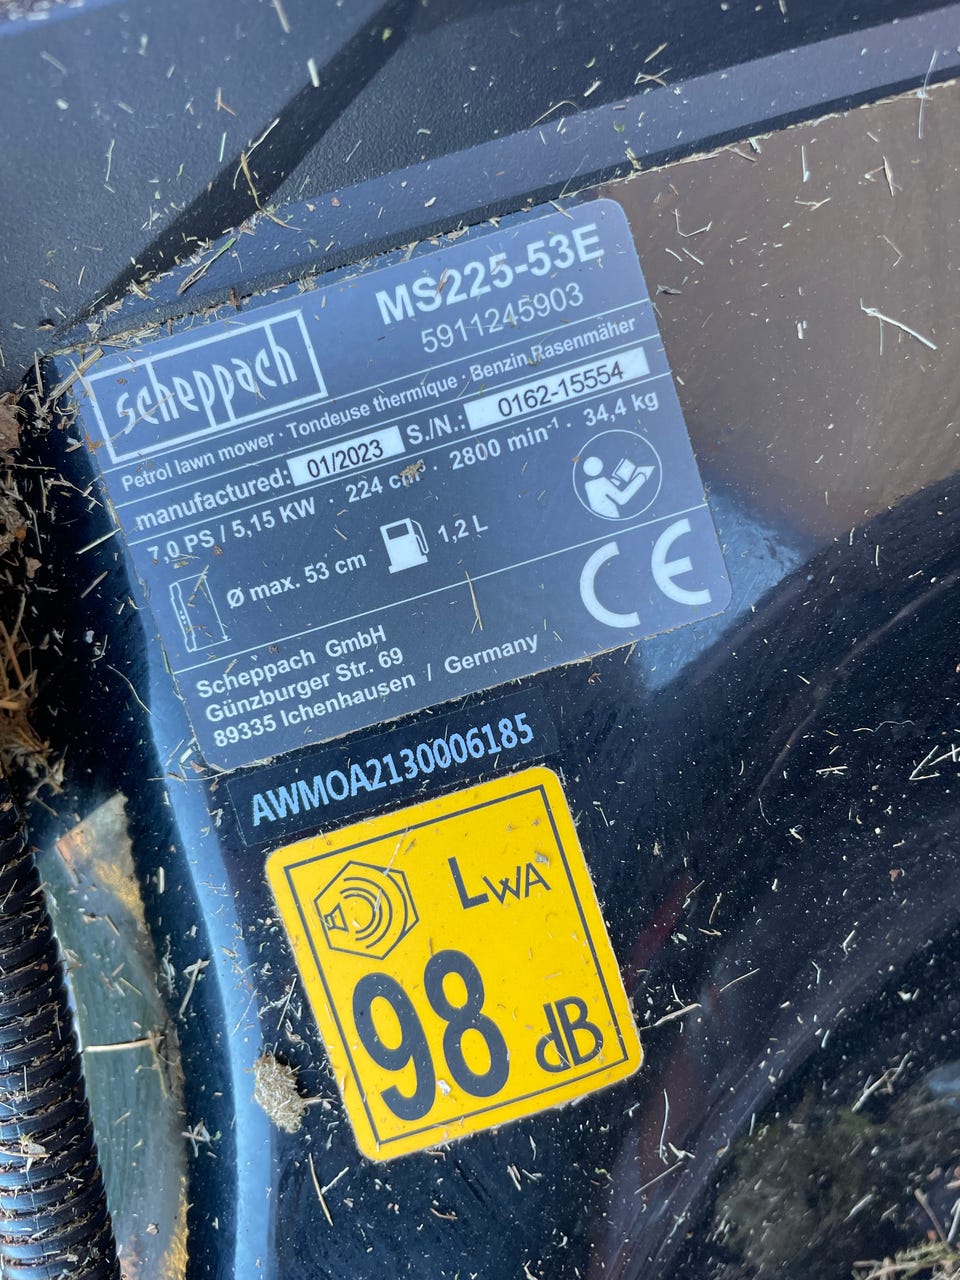 scheppach
MS225-53E
5911245903
Petrol lawn mower · Tondeuse thermique · Benzin Rasenmäher
manufactured: 01/2023 S./N.: 0162-15554
7,0 PS / 5,15 KW · 224 cm³ · 2800 min⁻¹ · 34,4 kg
Ø max. 53 cm 1,2 L
CE
Scheppach GmbH
Günzburger Str. 69
89335 Ichenhausen / Germany
AWMOA2130006185
LWA
98 dB